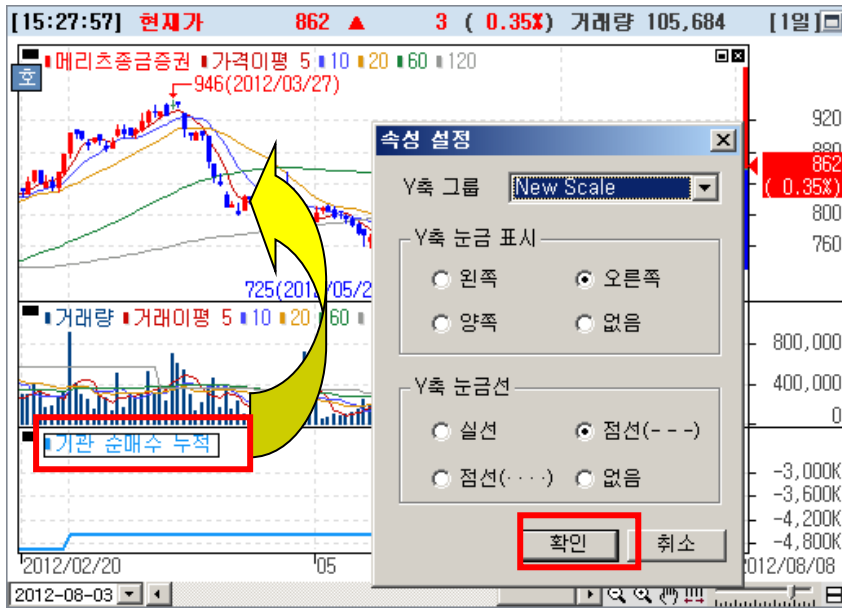 [15:27:57] 현재가 862 ▲ 3 ( 0.35%) 거래량 105,684 [1일]
호
메리츠종금증권 가격이평 5 10 20 60 120
946(2012/03/27)
920
880
862
( 0.35%)
800
760
725(2012/05/2
거래량 거래이평 5 10 20 60
800,000
400,000
0
기관 순매수 누적
-3,000K
-3,600K
-4,200K
-4,800K
2012/02/20 05 2012/08/08
2012-08-03
속성 설정
Y축 그룹 New Scale
Y축 눈금 표시
왼쪽 오른쪽
양쪽 없음
Y축 눈금선
실선 점선(---)
점선(····) 없음
확인 취소